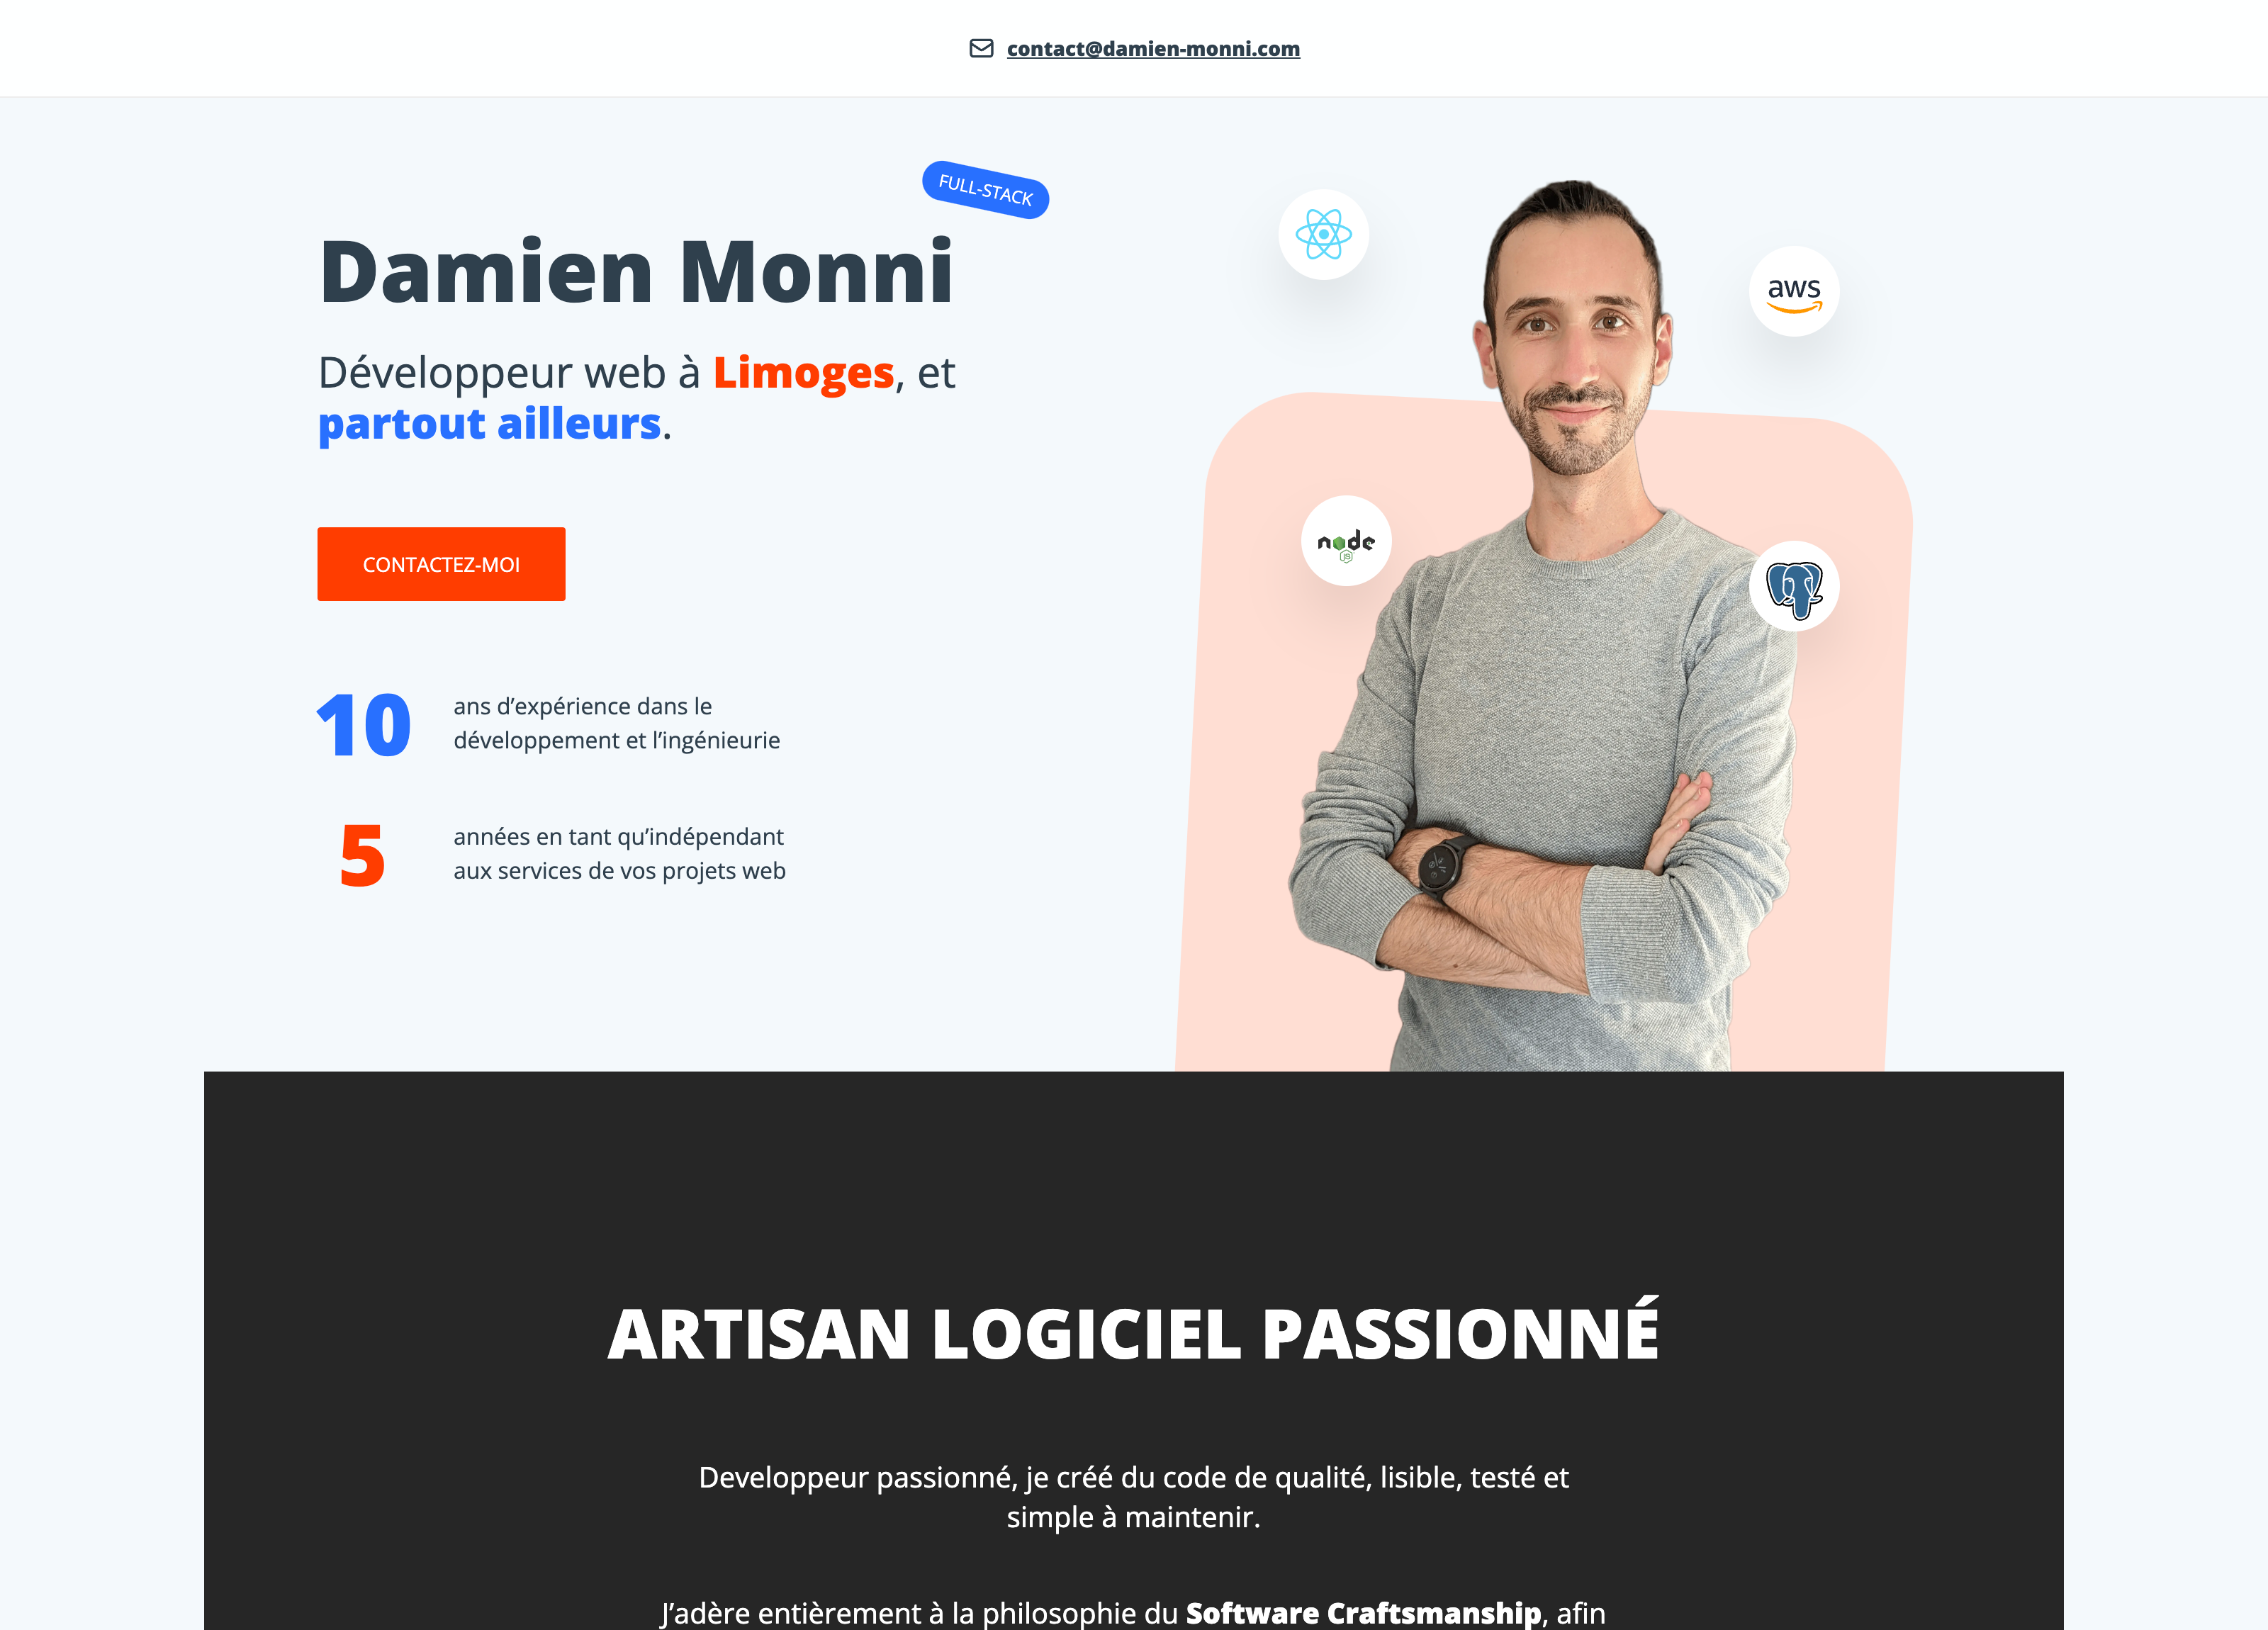 contact@damien-monni.com
FULL-STACK
Damien Monni
Développeur web à Limoges, et
partout ailleurs.
CONTACTEZ-MOI
10
ans d’expérience dans le
développement et l’ingénieurie
5
années en tant qu’indépendant
aux services de vos projets web
aws
node
JS
ARTISAN LOGICIEL PASSIONNÉ
Developpeur passionné, je créé du code de qualité, lisible, testé et
simple à maintenir.
J’adère entièrement à la philosophie du Software Craftsmanship, afin